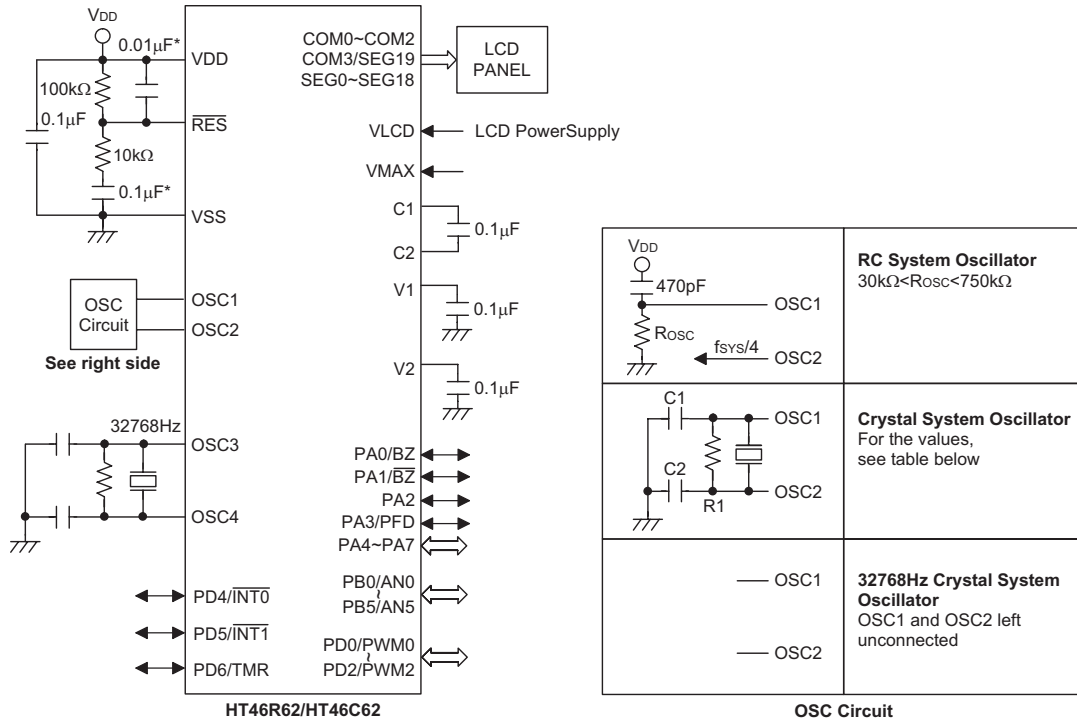 VDD
0.01μF*
VDD
100kΩ
0.1μF
RES
10kΩ
0.1μF*
VSS
OSC
Circuit
OSC1
OSC2
See right side
32768Hz
OSC3
OSC4
PD4/INT0
PD5/INT1
PD6/TMR
COM0~COM2
COM3/SEG19
SEG0~SEG18
LCD
PANEL
VLCD
LCD PowerSupply
VMAX
C1
0.1μF
C2
V1
0.1μF
V2
0.1μF
PA0/BZ
PA1/BZ
PA2
PA3/PFD
PA4~PA7
PB0/AN0
~
PB5/AN5
PD0/PWM0
~
PD2/PWM2
HT46R62/HT46C62
VDD
470pF
OSC1
ROSC
fSYS/4
OSC2
RC System Oscillator
30kΩ<ROSC<750kΩ
C1
OSC1
C2
OSC2
R1
Crystal System Oscillator
For the values,
see table below
OSC1
OSC2
32768Hz Crystal System
Oscillator
OSC1 and OSC2 left
unconnected
OSC Circuit